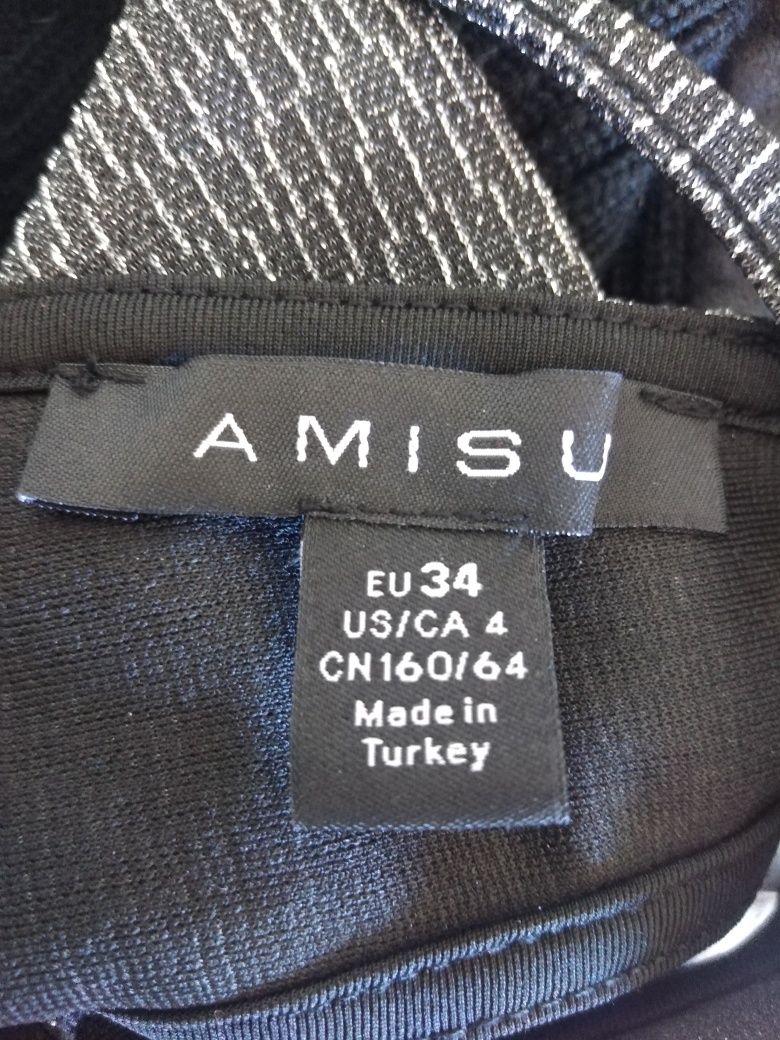 AMISU
EU 34
US/CA 4
CN160/64
Made in
Turkey